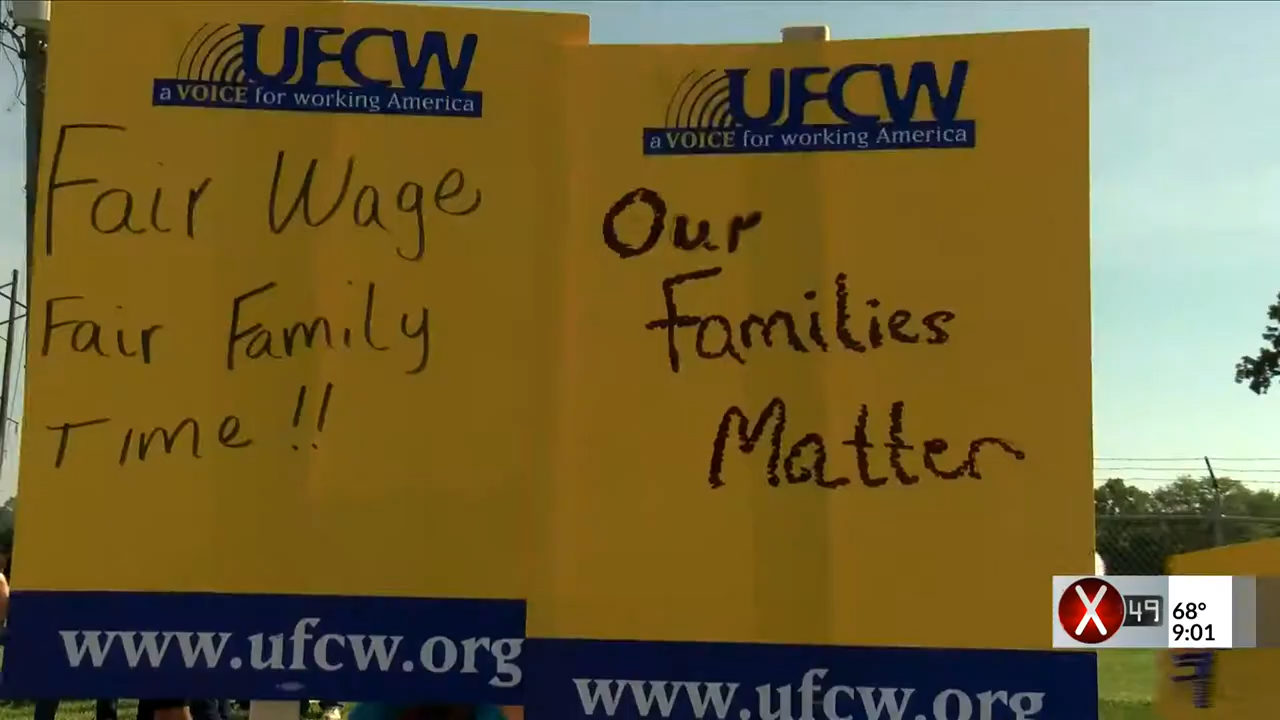 UFCW
a VOICE for working America
Fair Wage
Fair Family
Time!!
www.ufcw.org
UFCW
a VOICE for working America
Our
Families
Matter
www.ufcw.org
X 49 68°
9:01